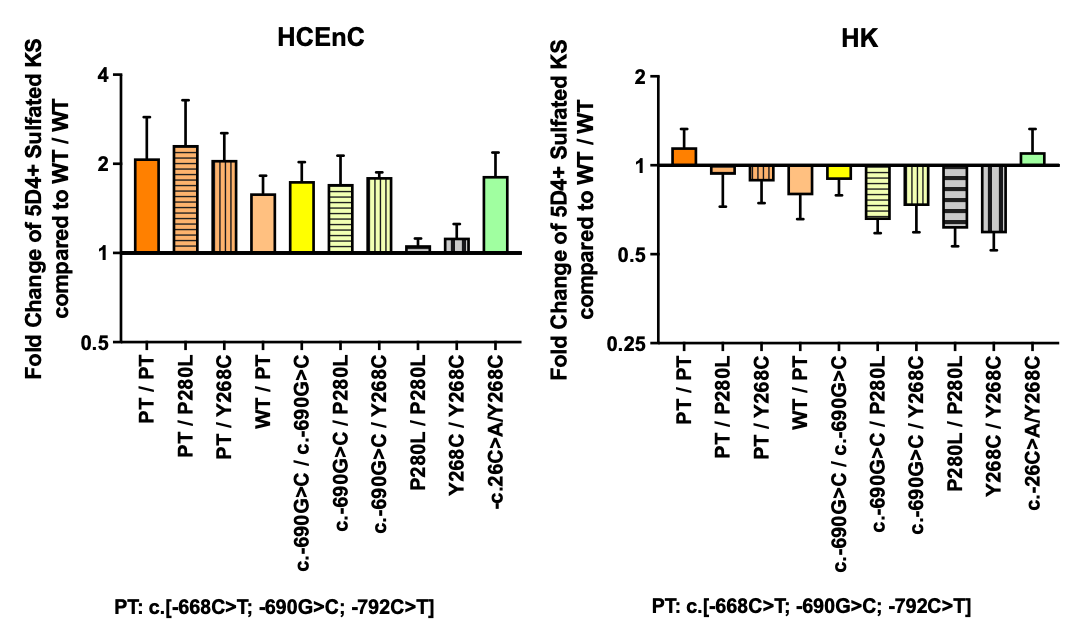 HCEnC
Fold Change of 5D4+ Sulfated KS
compared to WT / WT
4
2
1
0.5
PT / PT
PT / P280L
PT / Y268C
WT / PT
c.-690G>C / c.-690G>C
c.-690G>C / P280L
c.-690G>C / Y268C
P280L / P280L
Y268C / Y268C
-c.26C>A/Y268C
PT: c.[-668C>T; -690G>C; -792C>T]
HK
Fold Change of 5D4+ Sulfated KS
compared to WT / WT
2
1
0.5
0.25
PT / PT
PT / P280L
PT / Y268C
WT / PT
c.-690G>C / c.-690G>C
c.-690G>C / P280L
c.-690G>C / Y268C
P280L / P280L
Y268C / Y268C
c.-26C>A/Y268C
PT: c.[-668C>T; -690G>C; -792C>T]